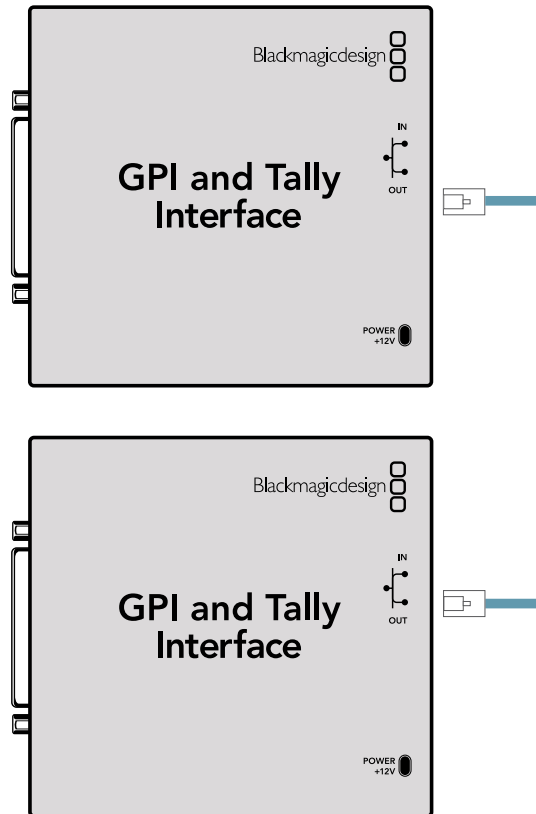 Blackmagicdesign
IN
OUT
GPI and Tally
Interface
POWER
+12V
Blackmagicdesign
IN
OUT
GPI and Tally
Interface
POWER
+12V